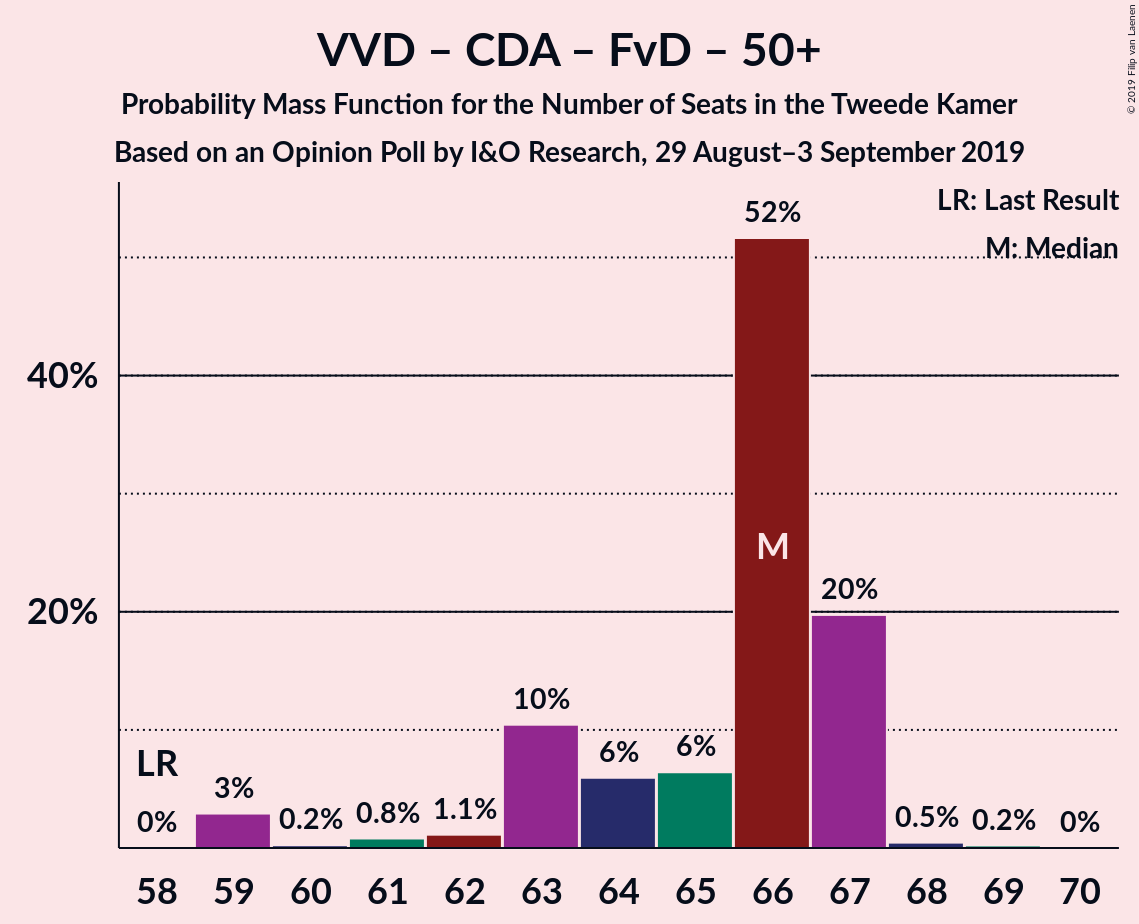 VVD – CDA – FvD – 50+
Probability Mass Function for the Number of Seats in the Tweede Kamer
Based on an Opinion Poll by I&O Research, 29 August–3 September 2019
© 2019 Filip van Laenen
LR: Last Result
M: Median
52%
40%
M
20%
20%
10%
6%
6%
LR
3%
0%
0.2%
0.8%
1.1%
0.5%
0.2%
0%
58 59 60 61 62 63 64 65 66 67 68 69 70